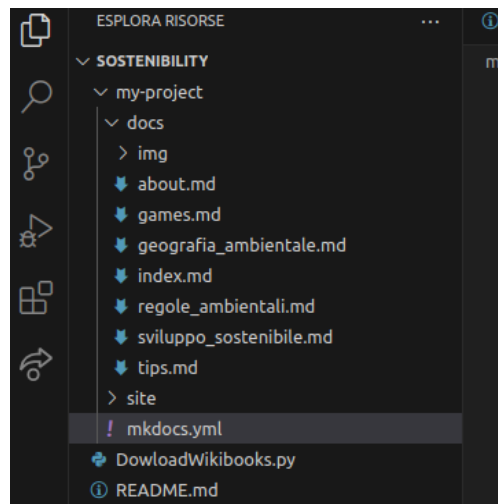 ESPLORA RISORSE
SOSTENIBILITY
my-project
docs
img
about.md
games.md
geografia_ambientale.md
index.md
regole_ambientali.md
sviluppo_sostenibile.md
tips.md
site
mkdocs.yml
DowloadWikibooks.py
README.md